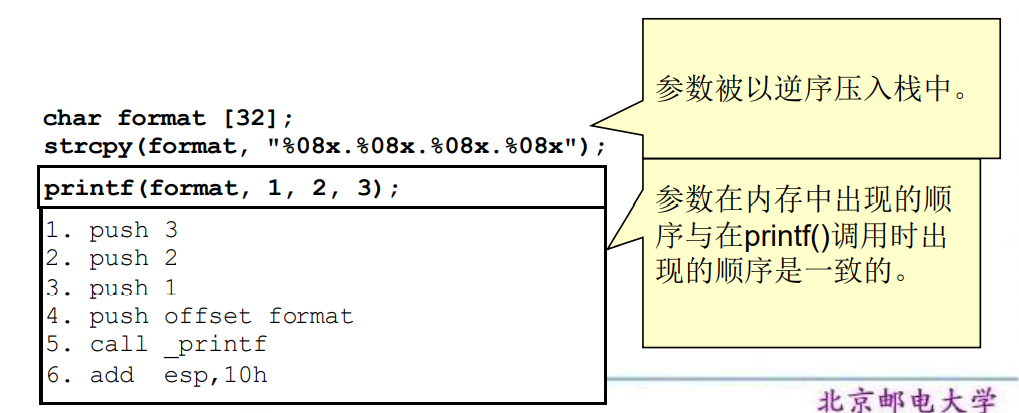 参数被以逆序压入栈中。
char format [32];
strcpy(format, "%08x.%08x.%08x.%08x");
printf(format, 1, 2, 3);
参数在内存中出现的顺
序与在printf()调用时出
现的顺序是一致的。
1. push 3
2. push 2
3. push 1
4. push offset format
5. call _printf
6. add  esp,10h
北京邮电大学